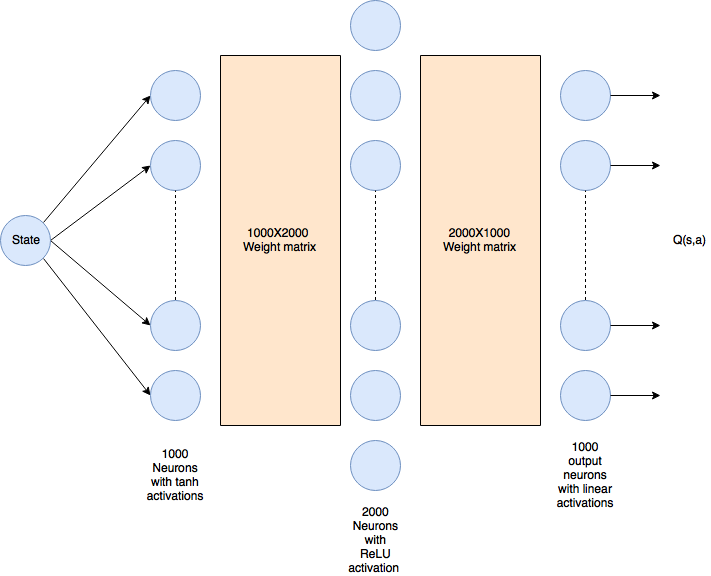 State
1000X2000
Weight matrix
2000X1000
Weight matrix
Q(s,a)
1000
Neurons
with tanh
activations
2000
Neurons
with
ReLU
activation
1000
output
neurons
with linear
activations